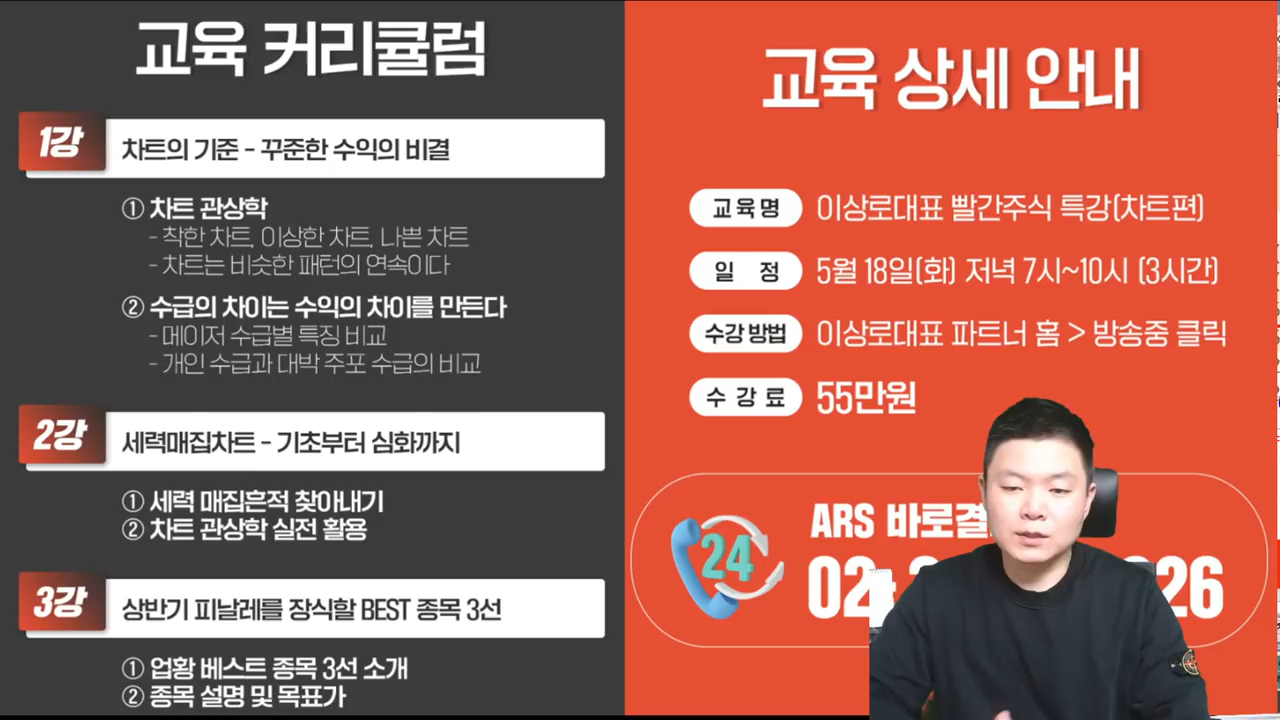 교육 커리큘럼
1강 차트의 기준 - 꾸준한 수익의 비결
① 차트 관상학
- 착한 차트, 이상한 차트, 나쁜 차트
- 차트는 비슷한 패턴의 연속이다
② 수급의 차이는 수익의 차이를 만든다
- 메이저 수급별 특징 비교
- 개인 수급과 대박 주포 수급의 비교
2강 세력매집차트 - 기초부터 심화까지
① 세력 매집흔적 찾아내기
② 차트 관상학 실전 활용
3강 상반기 피날레를 장식할 BEST 종목 3선
① 업황 베스트 종목 3선 소개
② 종목 설명 및 목표가
교육 상세 안내
교육명 이상로대표 빨간주식 특강(차트편)
일 정 5월 18일(화) 저녁 7시~10시 (3시간)
수강 방법 이상로대표 파트너 홈 > 방송중 클릭
수 강 료 55만원
24
ARS
02 26